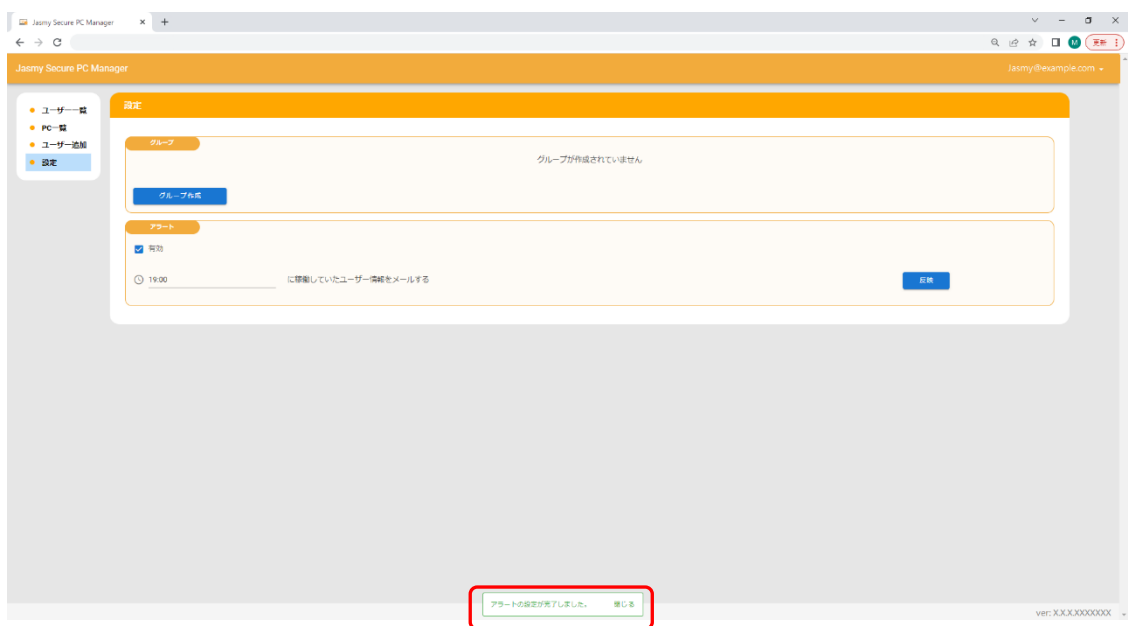 Jasmy Secure PC Manager
M
更新
Jasmy Secure PC Manager
Jasmy@example.com
ユーザー一覧
PC一覧
ユーザー追加
設定
設定
グループ
グループが作成されていません
グループ作成
アラート
有効
19:00 に稼働していたユーザー情報をメールする
反映
アラートの設定が完了しました。 閉じる
ver: X.X.X.XXXXXXX